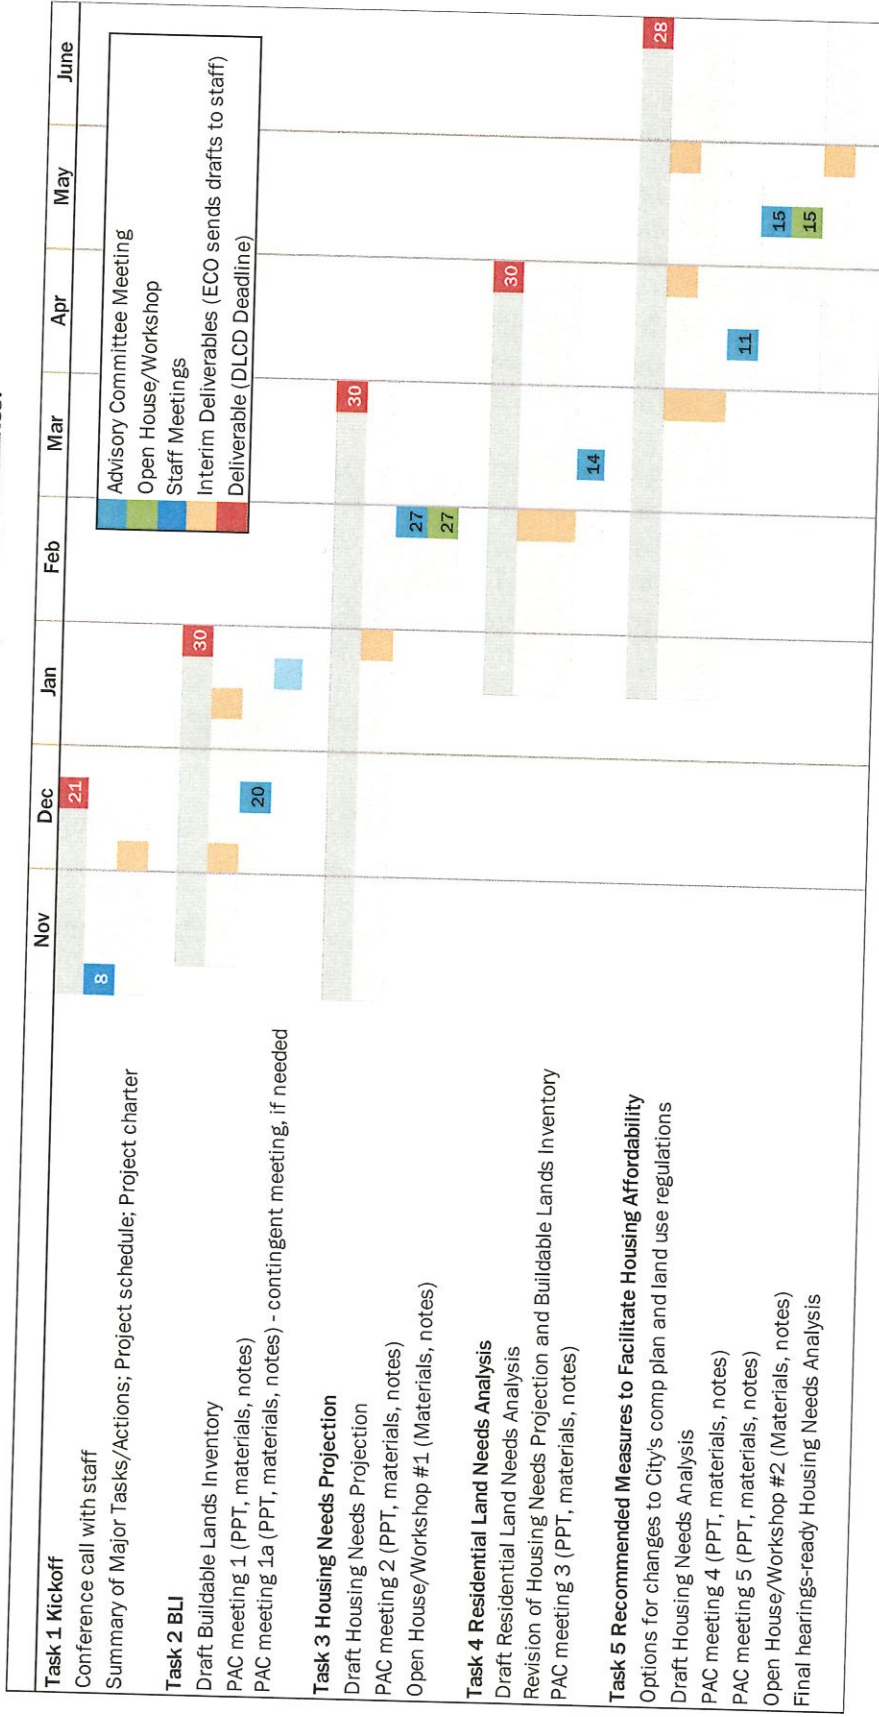 Nov Dec Jan Feb Mar Apr May June
Advisory Committee Meeting
Open House/Workshop
Staff Meetings
Interim Deliverables (ECO sends drafts to staff)
Deliverable (DLCD Deadline)
Task 1 Kickoff 21
Conference call with staff 8
Summary of Major Tasks/Actions; Project schedule; Project charter
Task 2 BLI 30
Draft Buildable Lands Inventory
PAC meeting 1 (PPT, materials, notes) 20
PAC meeting 1a (PPT, materials, notes) - contingent meeting, if needed
Task 3 Housing Needs Projection 30
Draft Housing Needs Projection
PAC meeting 2 (PPT, materials, notes) 27
Open House/Workshop #1 (Materials, notes) 27
Task 4 Residential Land Needs Analysis 30
Draft Residential Land Needs Analysis
Revision of Housing Needs Projection and Buildable Lands Inventory
PAC meeting 3 (PPT, materials, notes) 14
Task 5 Recommended Measures to Facilitate Housing Affordability 28
Options for changes to City's comp plan and land use regulations
Draft Housing Needs Analysis
PAC meeting 4 (PPT, materials, notes) 11
PAC meeting 5 (PPT, materials, notes) 15
Open House/Workshop #2 (Materials, notes) 15
Final hearings-ready Housing Needs Analysis